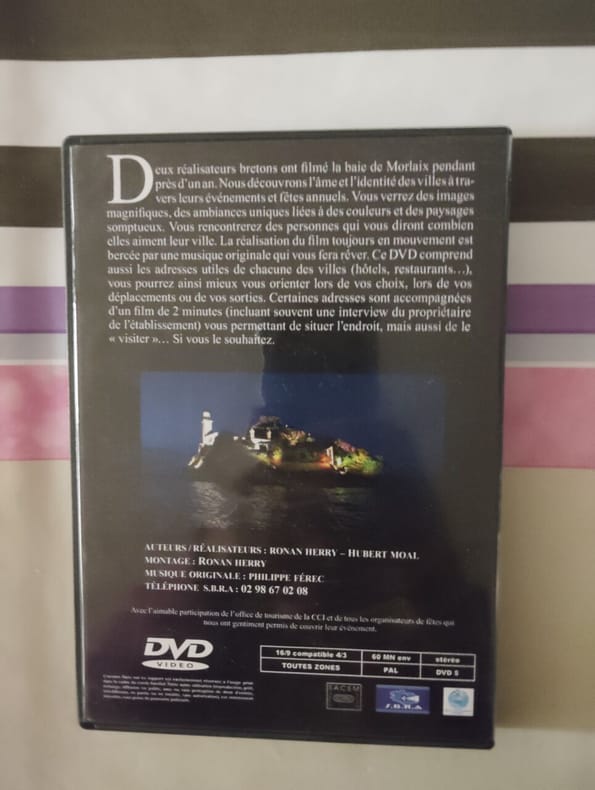 Deux réalisateurs bretons ont filmé la baie de Morlaix pendant
près d'un an. Nous découvrons l'âme et l'identité des villes à tra-
vers leurs événements et fêtes annuels. Vous verrez des images
magnifiques, des ambiances uniques liées à des couleurs et des paysages
somptueux. Vous rencontrerez des personnes qui vous diront combien
elles aiment leur ville. La réalisation du film toujours en mouvement est
bercée par une musique originale qui vous fera rêver. Ce DVD comprend
aussi les adresses utiles de chacune des villes (hôtels, restaurants...),
vous pourrez ainsi mieux vous orienter lors de vos choix, lors de vos
déplacements ou de vos sorties. Certaines adresses sont accompagnées
d'un film de 2 minutes (incluant souvent une interview du propriétaire
de l'établissement) vous permettant de situer l'endroit, mais aussi de le
« visiter »... Si vous le souhaitez.
AUTEURS / RÉALISATEURS : RONAN HERRY – HUBERT MOAL
MONTAGE : RONAN HERRY
MUSIQUE ORIGINALE : PHILIPPE FÉREC
TÉLÉPHONE S.B.R.A : 02 98 67 02 08
Avec l'aimable participation de l'office de tourisme de la CCI et de tous les organisateurs de fêtes qui
nous ont gentiment permis de couvrir leur événement.
DVD
VIDEO
16/9 compatible 4/3 60 MN env stéréo
TOUTES ZONES PAL DVD 5
SACEM
S.B.R.A